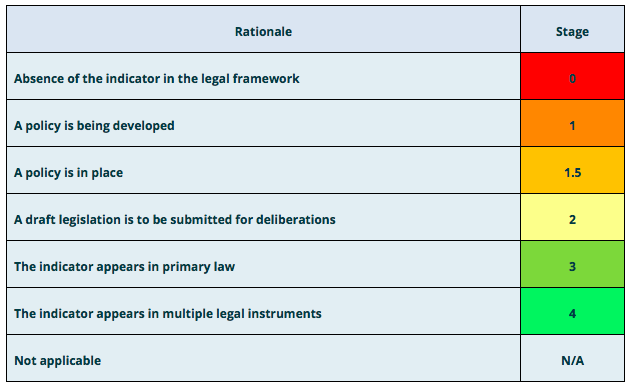 Rationale Stage
Absence of the indicator in the legal framework 0
A policy is being developed 1
A policy is in place 1.5
A draft legislation is to be submitted for deliberations 2
The indicator appears in primary law 3
The indicator appears in multiple legal instruments 4
Not applicable N/A